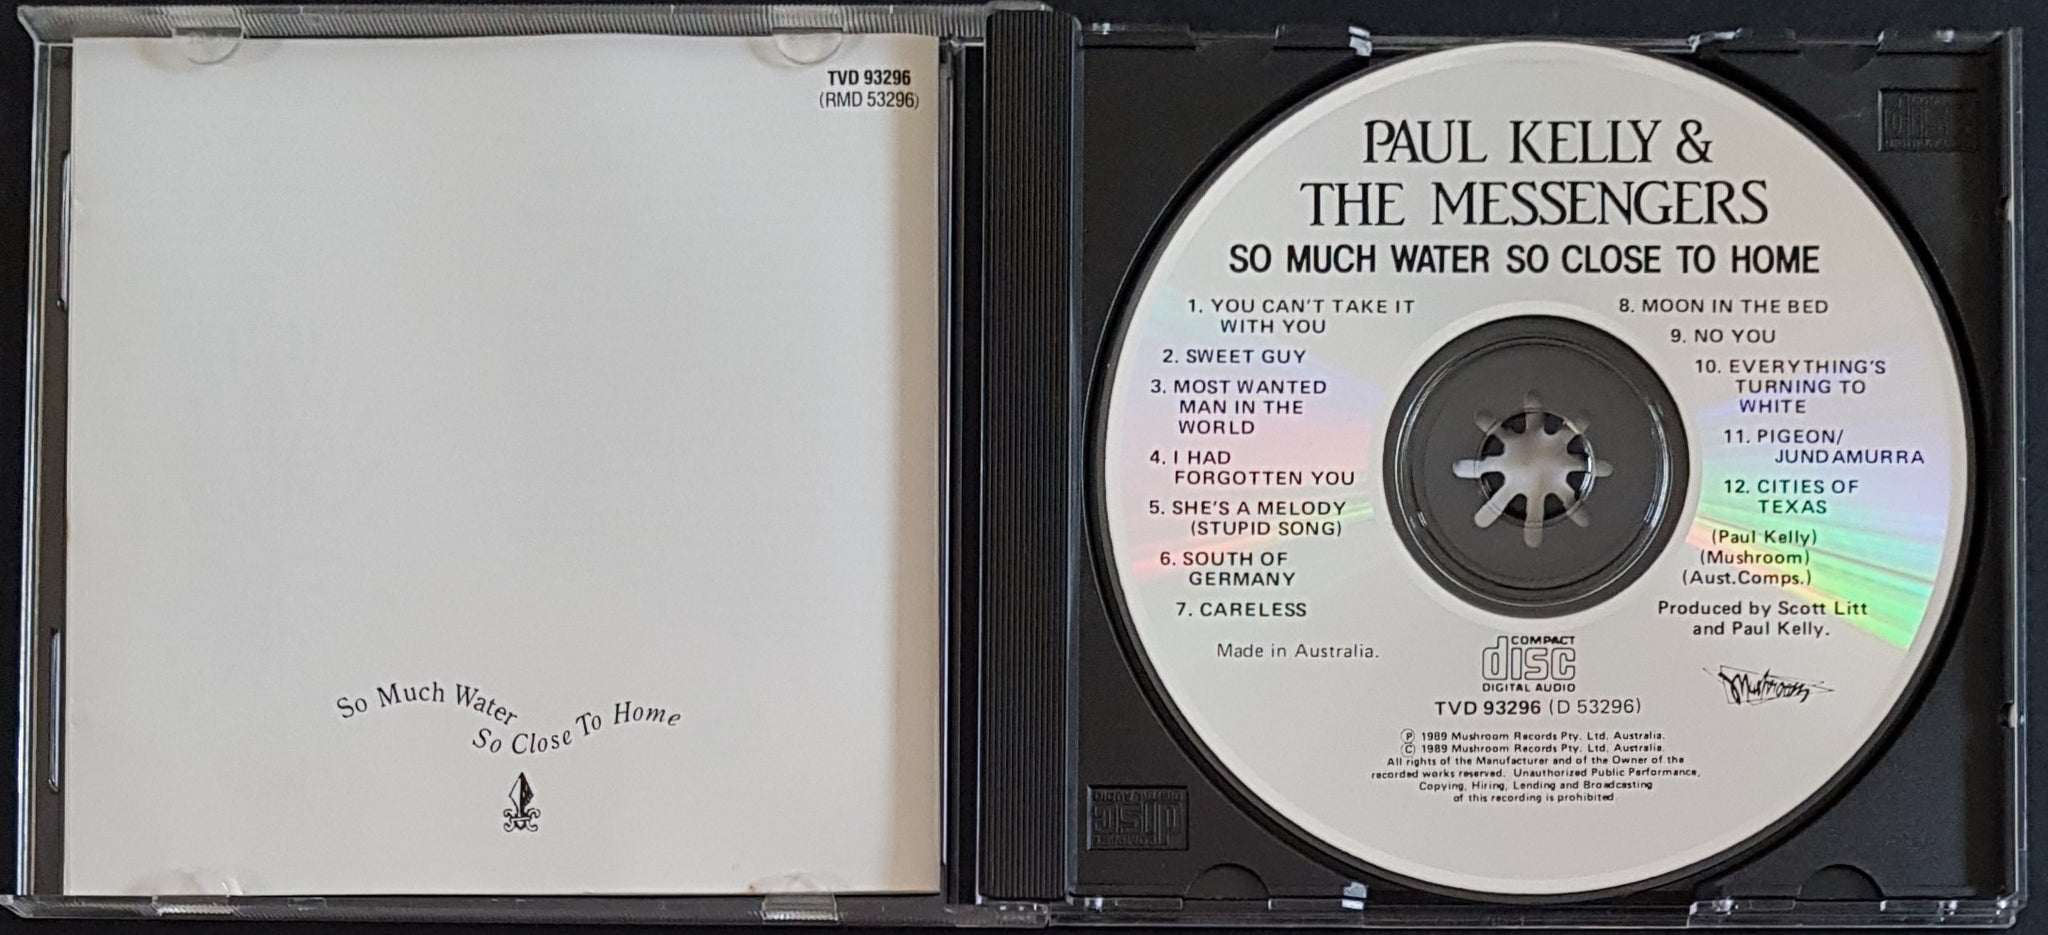 TVD 93296
(RMD 53296)
So Much Water
So Close To Home
PAUL KELLY &
THE MESSENGERS
SO MUCH WATER SO CLOSE TO HOME
1. YOU CAN'T TAKE IT
WITH YOU
2. SWEET GUY
3. MOST WANTED
MAN IN THE
WORLD
4. I HAD
FORGOTTEN YOU
5. SHE'S A MELODY
(STUPID SONG)
6. SOUTH OF
GERMANY
7. CARELESS
Made in Australia.
8. MOON IN THE BED
9. NO YOU
10. EVERYTHING'S
TURNING TO
WHITE
11. PIGEON/
JUNDAMURRA
12. CITIES OF
TEXAS
(Paul Kelly)
(Mushroom)
(Aust.Comps.)
Produced by Scott Litt
and Paul Kelly.
COMPACT
disc
DIGITAL AUDIO
Mushroom
TVD 93296 (D 53296)
Ⓟ 1989 Mushroom Records Pty. Ltd. Australia.
Ⓒ 1989 Mushroom Records Pty. Ltd. Australia.
All rights of the Manufacturer and of the Owner of the
recorded works reserved. Unauthorized Public Performance,
Copying, Hiring, Lending and Broadcasting
of this recording is prohibited
disc
COMPACT
disc
DIGITAL AUDIO